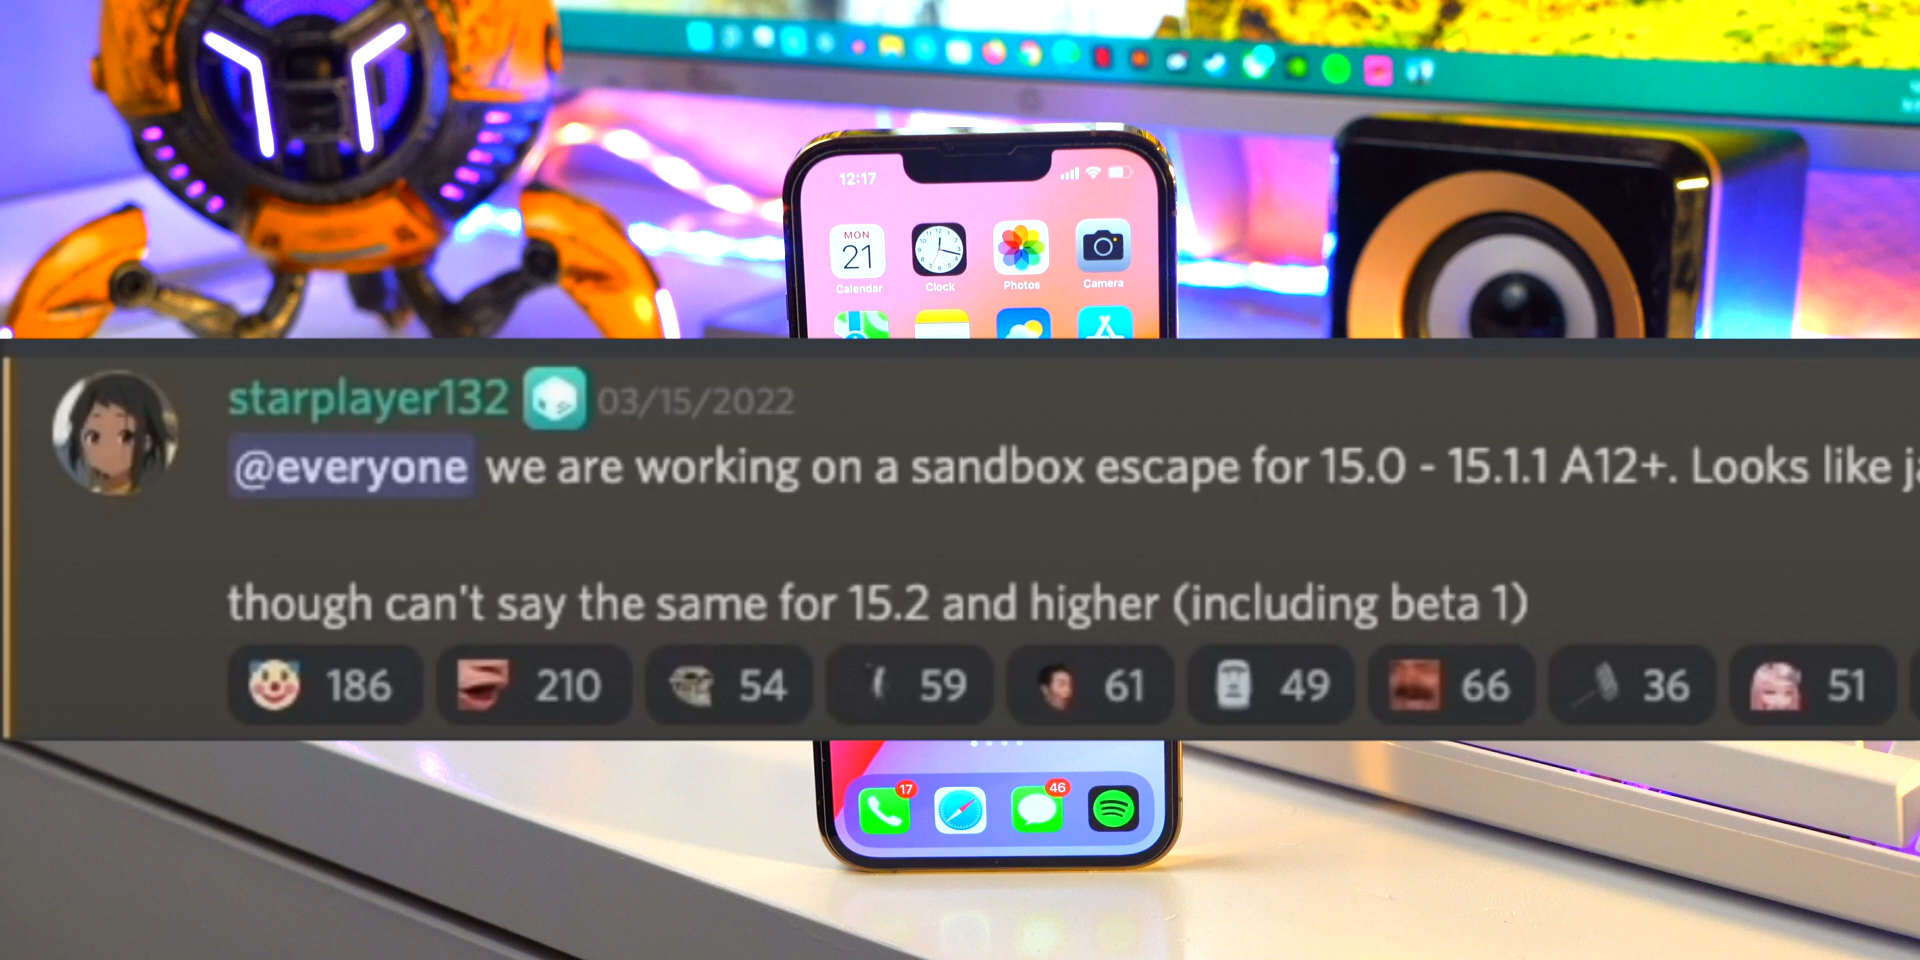 12:17
MON
21
Calendar
Clock
Photos
Camera
starplayer132 03/15/2022
@everyone we are working on a sandbox escape for 15.0 - 15.1.1 A12+. Looks like
though can't say the same for 15.2 and higher (including beta 1)
186 210 54 59 61 49 66 36 51
17 46